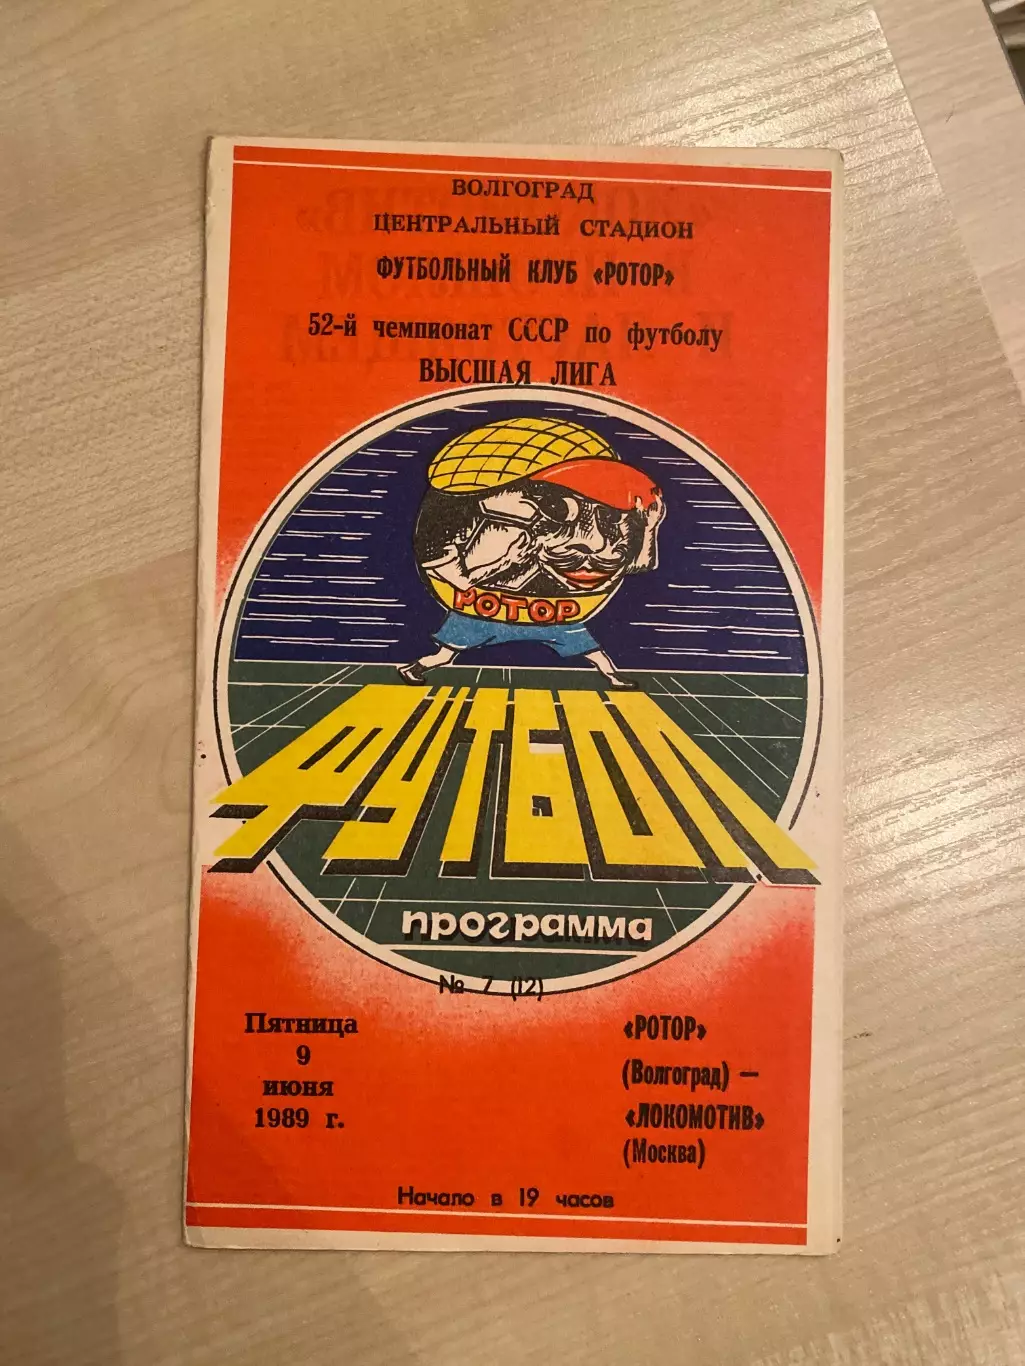 ВОЛГОГРАД
ЦЕНТРАЛЬНЫЙ СТАДИОН
ФУТБОЛЬНЫЙ КЛУБ «РОТОР»
52-й чемпионат СССР по футболу
ВЫСШАЯ ЛИГА
РОТОР
ФУТБОЛ
программа
№ 7 (12)
Пятница
9
июня
1989 г.
«РОТОР»
(Волгоград) —
«ЛОКОМОТИВ»
(Москва)
Начало в 19 часов